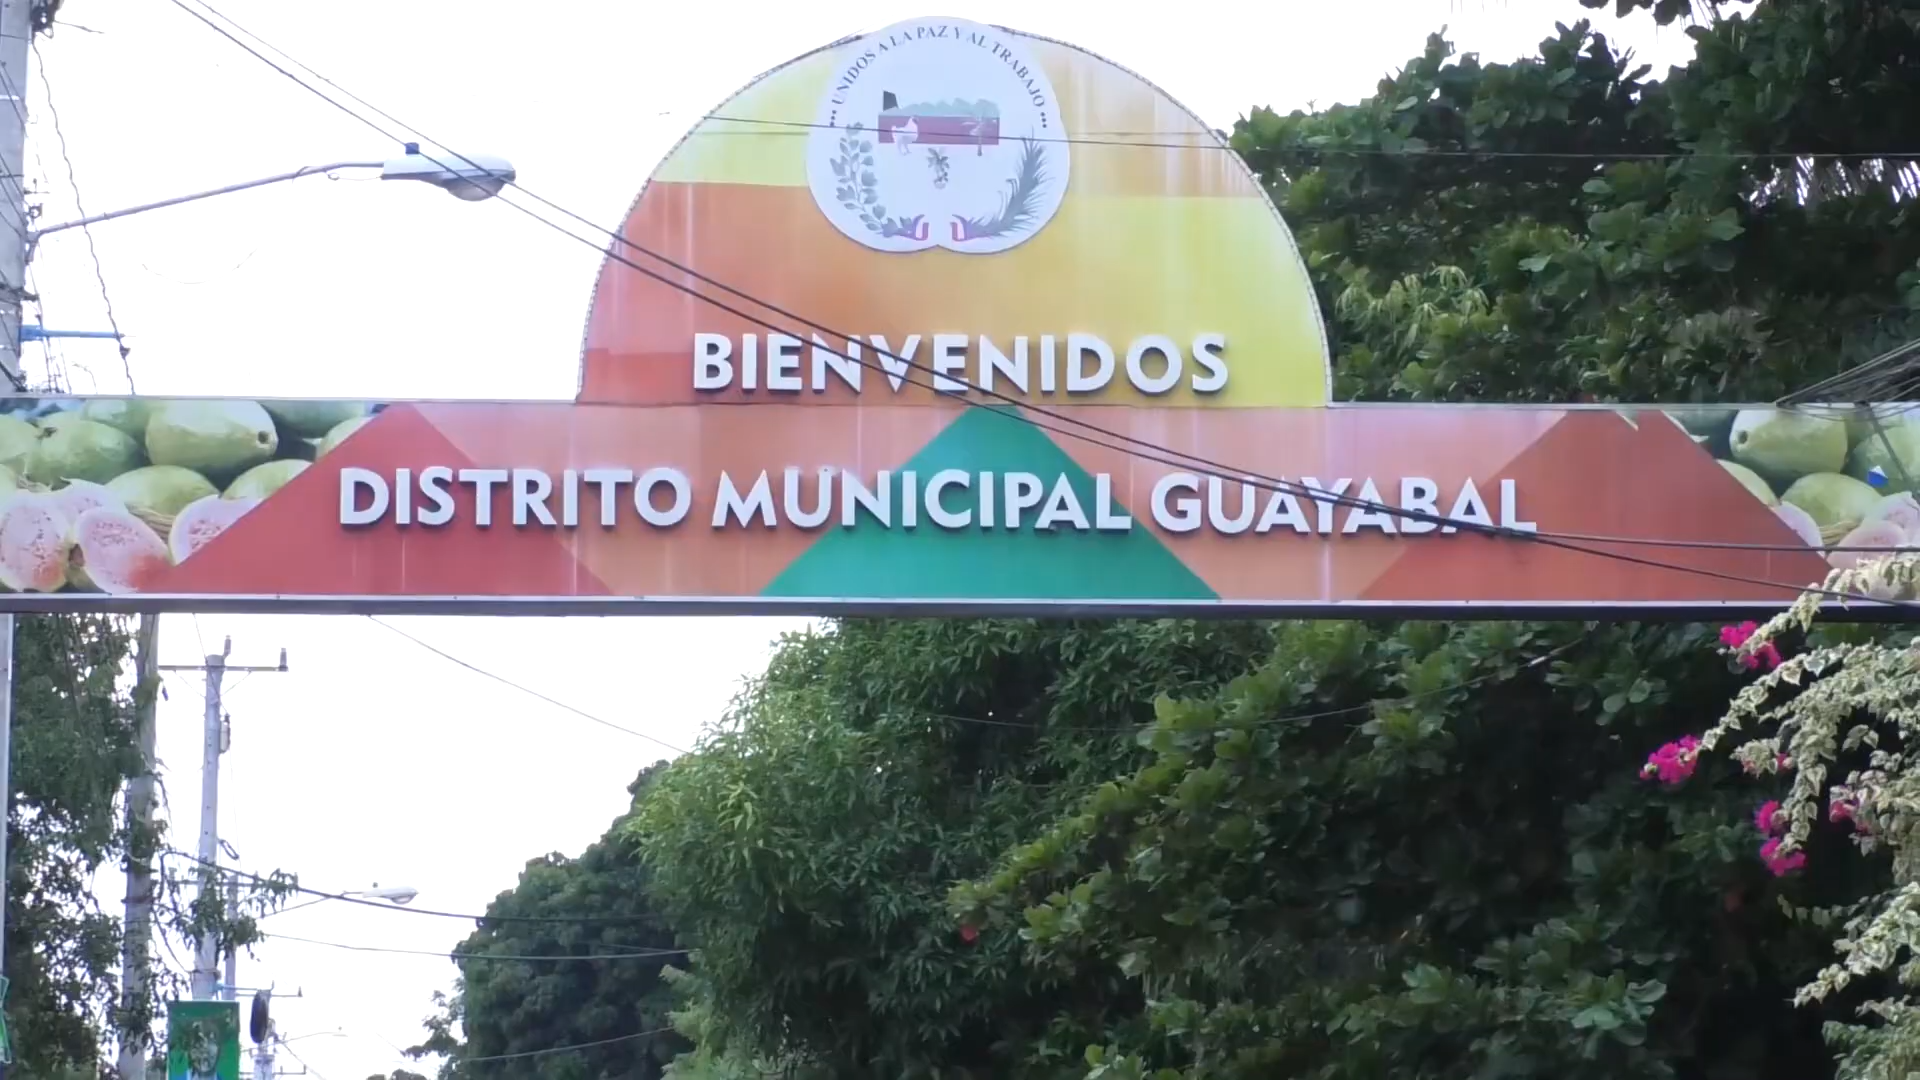 •••UNIDOS A LA PAZ Y AL TRABAJO•••
BIENVENIDOS
DISTRITO MUNICIPAL GUAYABAL